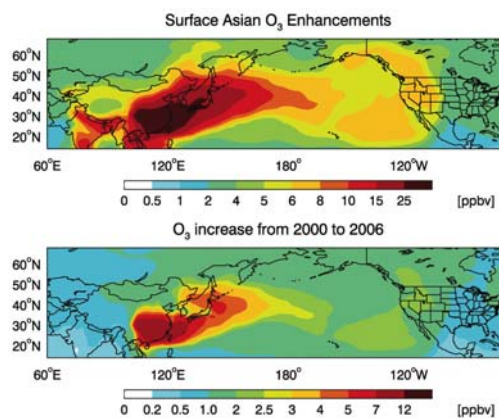 Surface Asian O₃ Enhancements
60°N
50°N
40°N
30°N
20°N
60°E 120°E 180° 120°W
0 0.5 1 2 4 5 6 8 10 15 25 [ppbv]
O₃ increase from 2000 to 2006
60°N
50°N
40°N
30°N
20°N
60°E 120°E 180° 120°W
0 0.2 0.5 1.0 2 2.5 3 4 5 7 [ppbv]